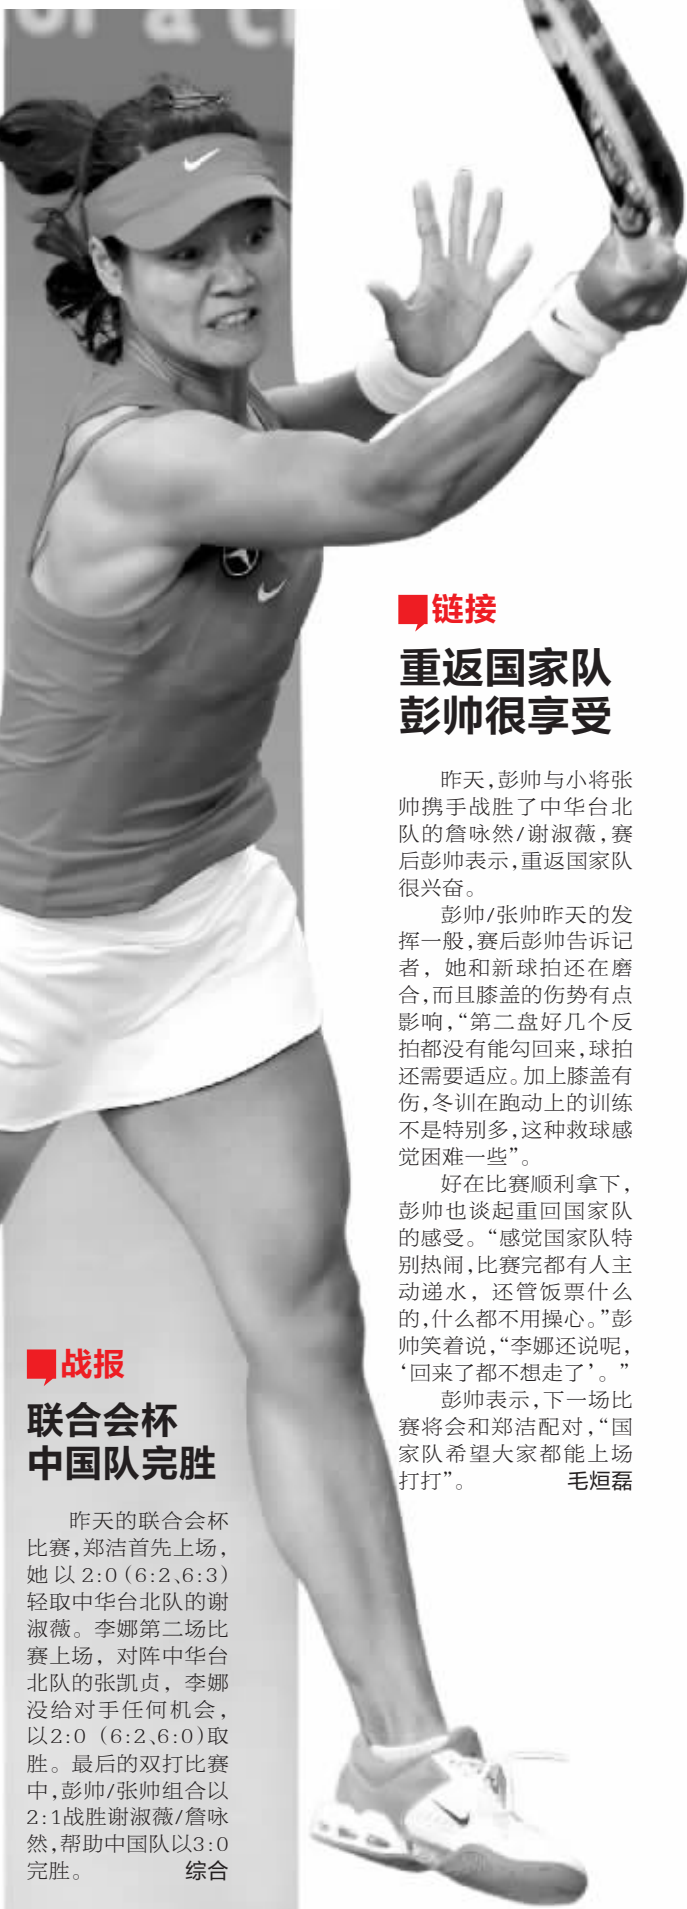 链接
重返国家队
彭帅很享受
昨天,彭帅与小将张
帅携手战胜了中华台北
队的詹咏然/谢淑薇,赛
后彭帅表示,重返国家队
很兴奋。
彭帅/张帅昨天的发
挥一般,赛后彭帅告诉记
者，她和新球拍还在磨
合,而且膝盖的伤势有点
影响,“第二盘好几个反
拍都没有能勾回来,球拍
还需要适应。加上膝盖有
伤,冬训在跑动上的训练
不是特别多,这种救球感
觉困难一些”。
好在比赛顺利拿下，
彭帅也谈起重回国家队
的感受。“感觉国家队特
别热闹,比赛完都有人主
动递水，还管饭票什么
的,什么都不用操心。”彭
帅笑着说,“李娜还说呢，
‘回来了都不想走了’。”
彭帅表示,下一场比
赛将会和郑洁配对,“国
家队希望大家都能上场
打打”。 毛烜磊
战报
联合会杯
中国队完胜
昨天的联合会杯
比赛,郑洁首先上场，
她以2:0(6:2、6:3)
轻取中华台北队的谢
淑薇。李娜第二场比
赛上场，对阵中华台
北队的张凯贞，李娜
没给对手任何机会，
以2:0（6:2、6:0)取
胜。最后的双打比赛
中,彭帅/张帅组合以
2:1战胜谢淑薇/詹咏
然,帮助中国队以3:0
完胜。 综合